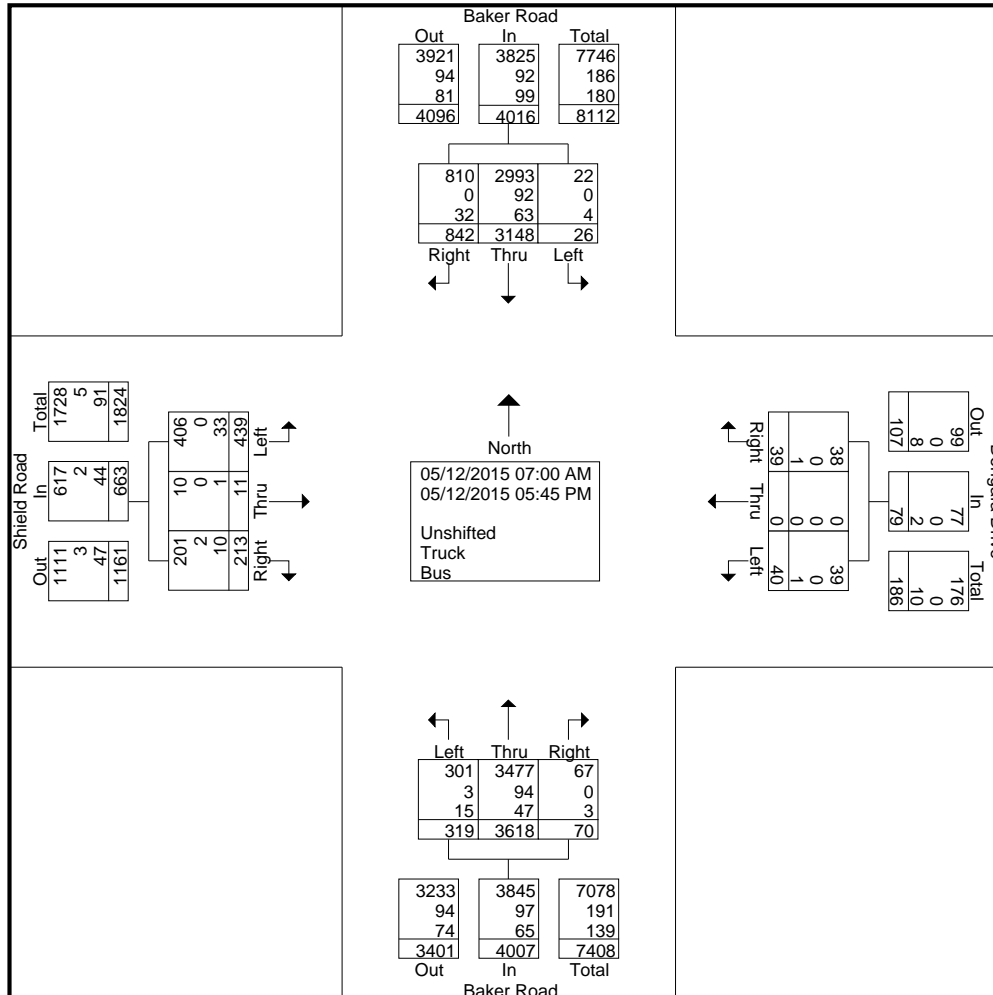 Baker Road
Out In Total
3921 3825 7746
94 92 186
81 99 180
4096 4016 8112
810 2993 22
0 92 0
32 63 4
842 3148 26
Right Thru Left
Shield Road
Total In Out
1728 5 91 1824
617 2 44 663
1111 3 47 1161
406 0 33 439
10 0 1 11
201 2 10 213
Left Thru Right
North
05/12/2015 07:00 AM
05/12/2015 05:45 PM
Unshifted
Truck
Bus
Right Thru Left
38 0 1 39
0 0 0 0
39 0 1 40
Out In Total
99 0 8 107
77 0 2 79
176 0 10 186
Left Thru Right
301 3477 67
3 94 0
15 47 3
319 3618 70
3233 3845 7078
94 97 191
74 65 139
3401 4007 7408
Out In Total
Baker Road